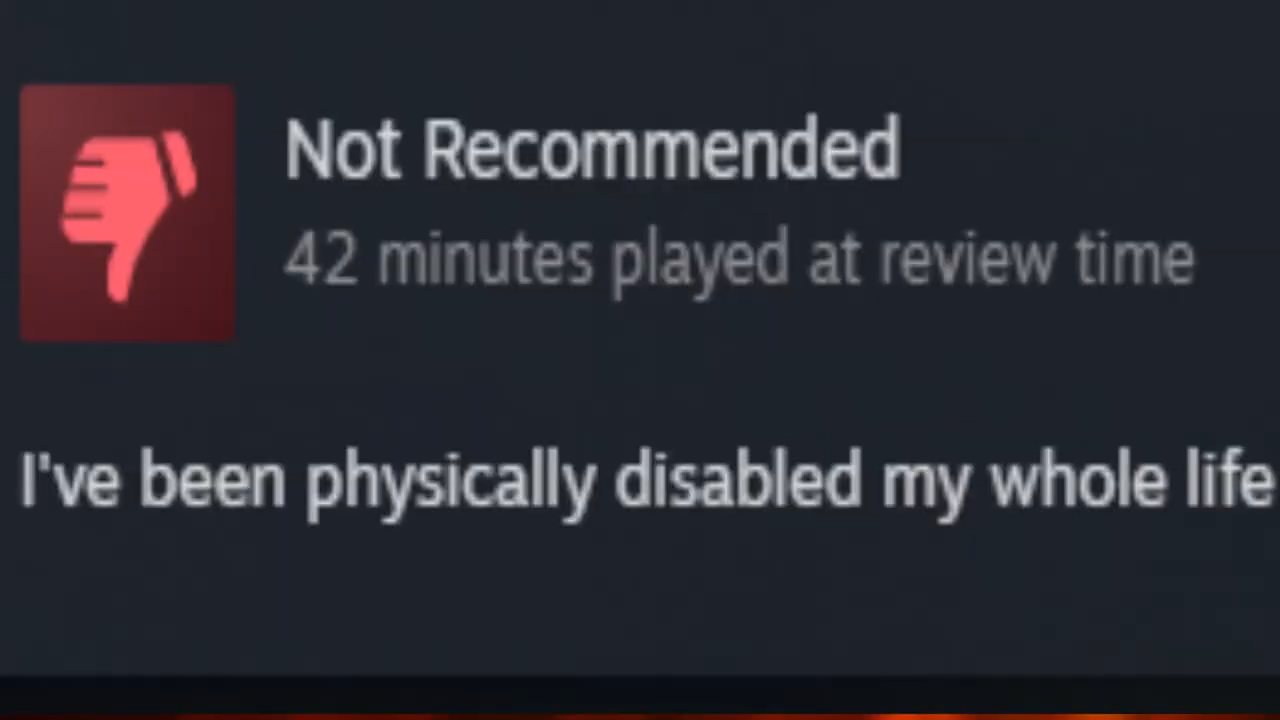 Not Recommended
42 minutes played at review time
I've been physically disabled my whole life